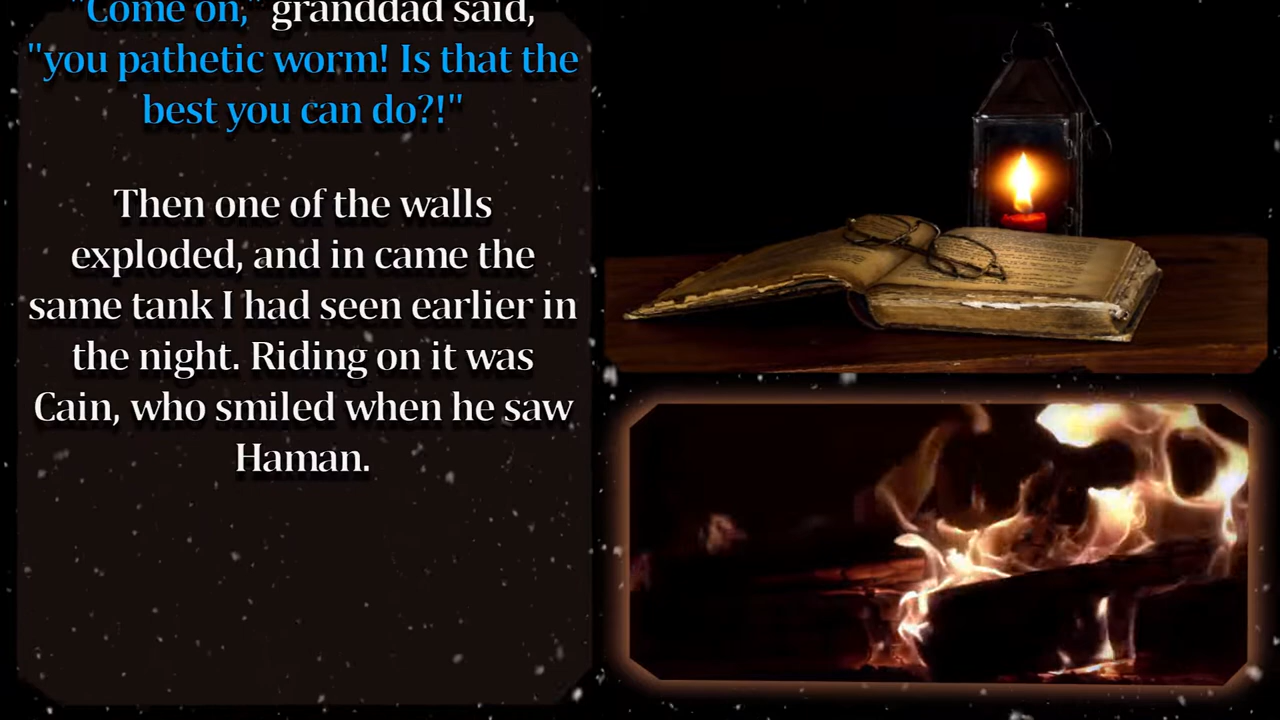 "Come on," granddad said,
"you pathetic worm! Is that the
best you can do?!"
Then one of the walls
exploded, and in came the
same tank I had seen earlier in
the night. Riding on it was
Cain, who smiled when he saw
Haman.